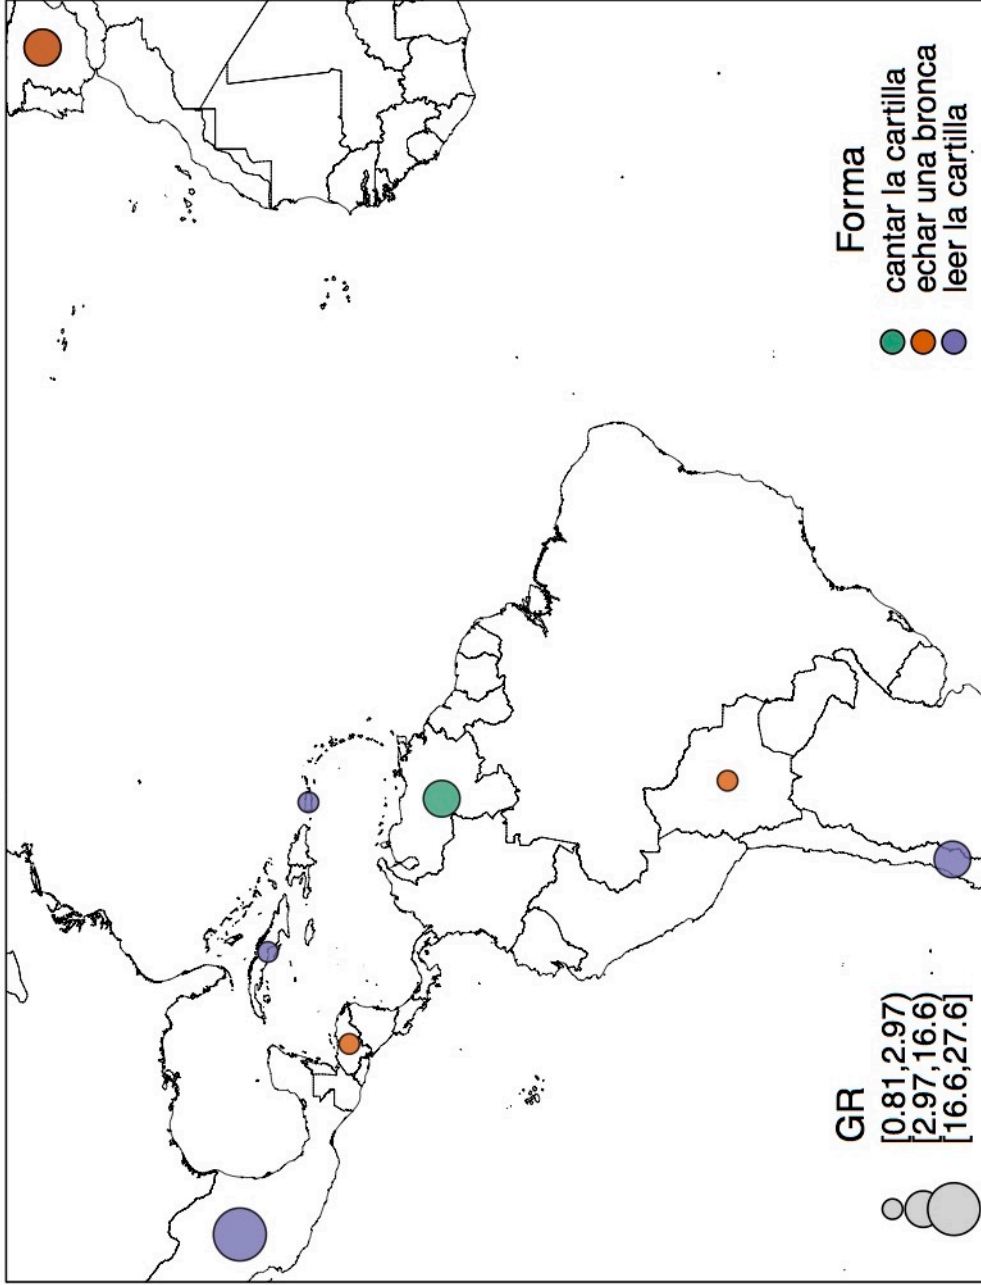 GR
[0.81,2.97)
[2.97,16.6)
[16.6,27.6]
Forma
cantar la cartilla
echar una bronca
leer la cartilla